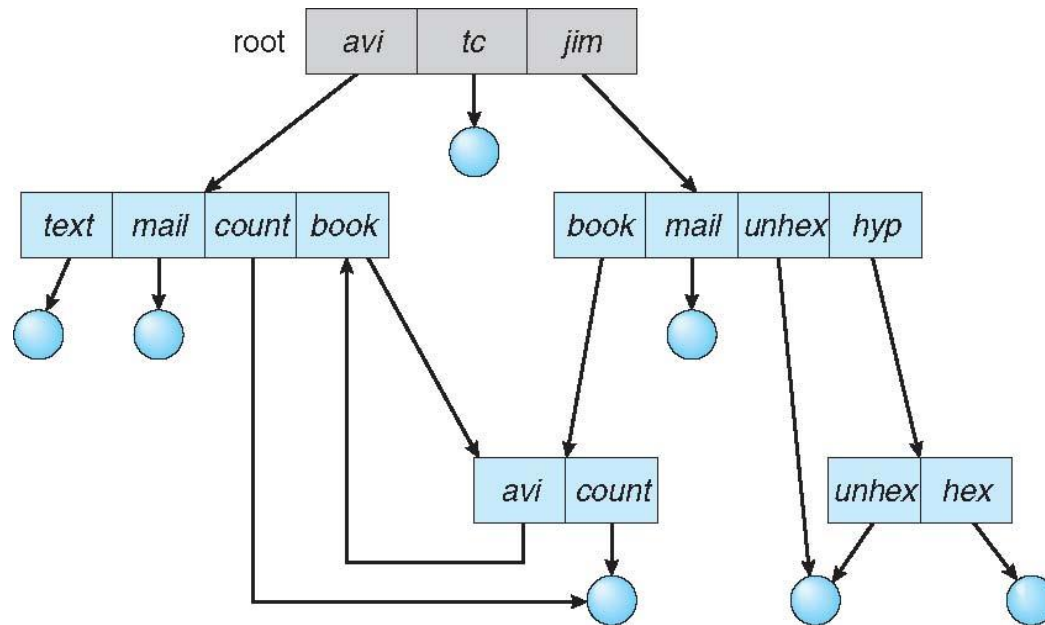 root avi tc jim
text mail count book
book mail unhex hyp
avi count
unhex hex